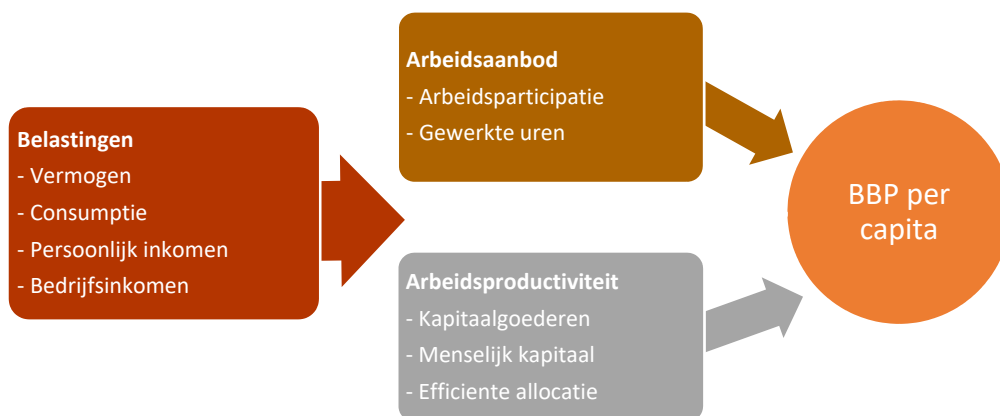 Belastingen
- Vermogen
- Consumptie
- Persoonlijk inkomen
- Bedrijfsinkomen
Arbeidsaanbod
- Arbeidsparticipatie
- Gewerkte uren
Arbeidsproductiviteit
- Kapitaalgoederen
- Menselijk kapitaal
- Efficiente allocatie
BBP per
capita